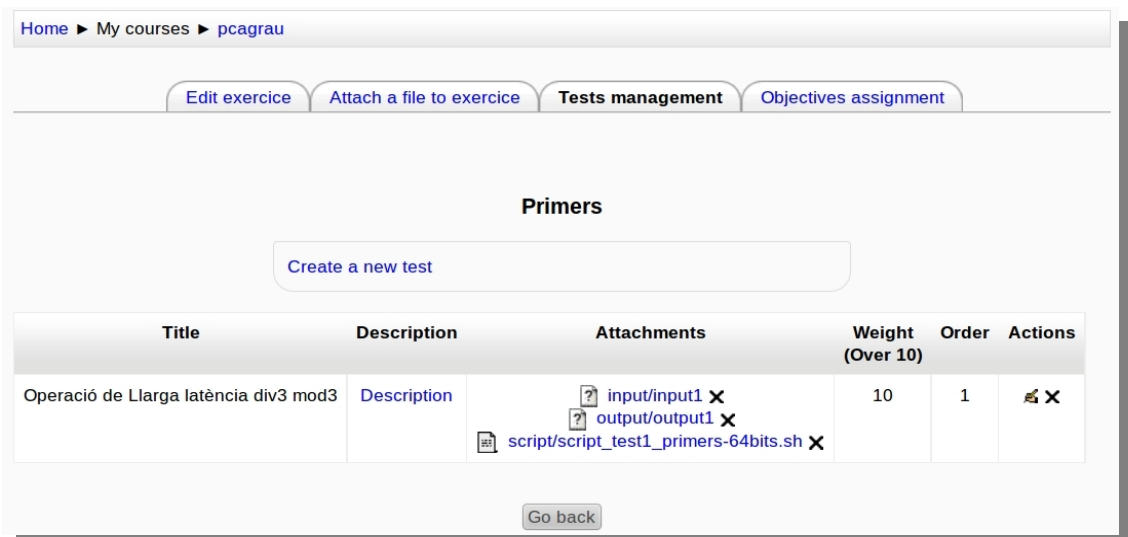 Home ► My courses ► pcagrau
Edit exercice Attach a file to exercice Tests management Objectives assignment
Primers
Create a new test
Title Description Attachments Weight (Over 10) Order Actions
Operació de Llarga latència div3 mod3 Description input/input1 10 1
output/output1
script/script_test1_primers-64bits.sh
Go back